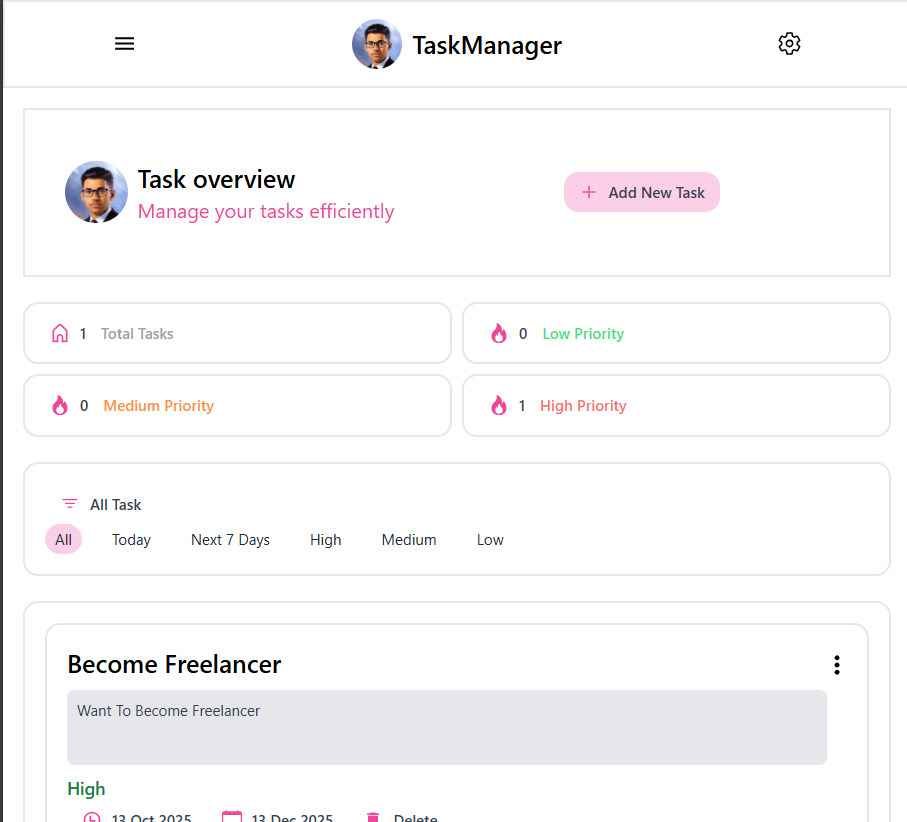 TaskManager
Task overview
Manage your tasks efficiently
Add New Task
1 Total Tasks
0 Low Priority
0 Medium Priority
1 High Priority
All Task
All Today Next 7 Days High Medium Low
Become Freelancer
Want To Become Freelancer
High
13 Oct 2025 13 Dec 2025 Delete